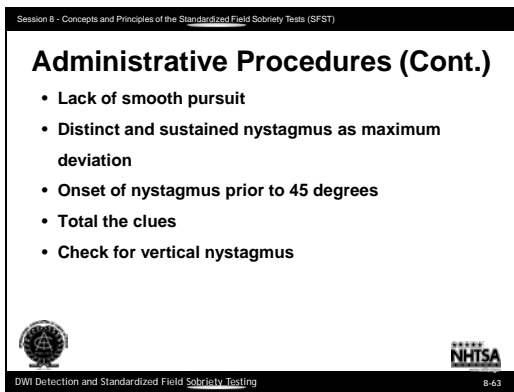 Session 8 - Concepts and Principles of the Standardized Field Sobriety Tests (SFST)
Administrative Procedures (Cont.)
• Lack of smooth pursuit
• Distinct and sustained nystagmus as maximum
deviation
• Onset of nystagmus prior to 45 degrees
• Total the clues
• Check for vertical nystagmus
NHTSA
DWI Detection and Standardized Field Sobriety Testing
8-63